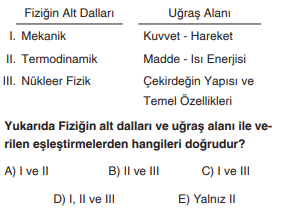 Fiziğin Alt Dalları Uğraş Alanı
I. Mekanik Kuvvet - Hareket
II. Termodinamik Madde - Isı Enerjisi
III. Nükleer Fizik Çekirdeğin Yapısı ve
Temel Özellikleri
Yukarıda Fiziğin alt dalları ve uğraş alanı ile ve-
rilen eşleştirmelerden hangileri doğrudur?
A) I ve II B) II ve III C) I ve III
D) I, II ve III E) Yalnız II